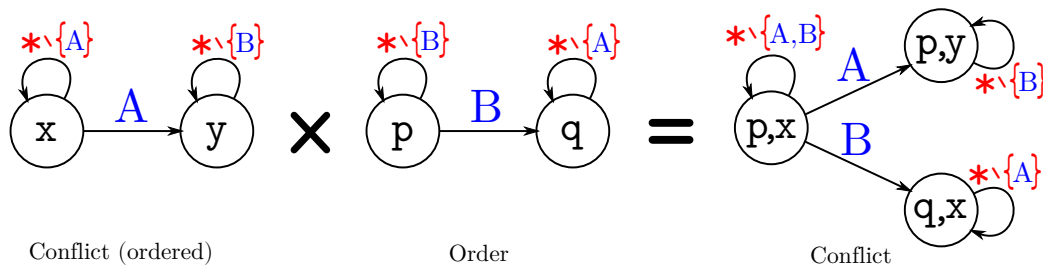 *\{A}
*\{B}
*\{B}
*\{A}
*\{A,B}
x
A
y
×
p
B
q
=
p,x
A
p,y
*\{B}
B
q,x
*\{A}
Conflict (ordered)
Order
Conflict